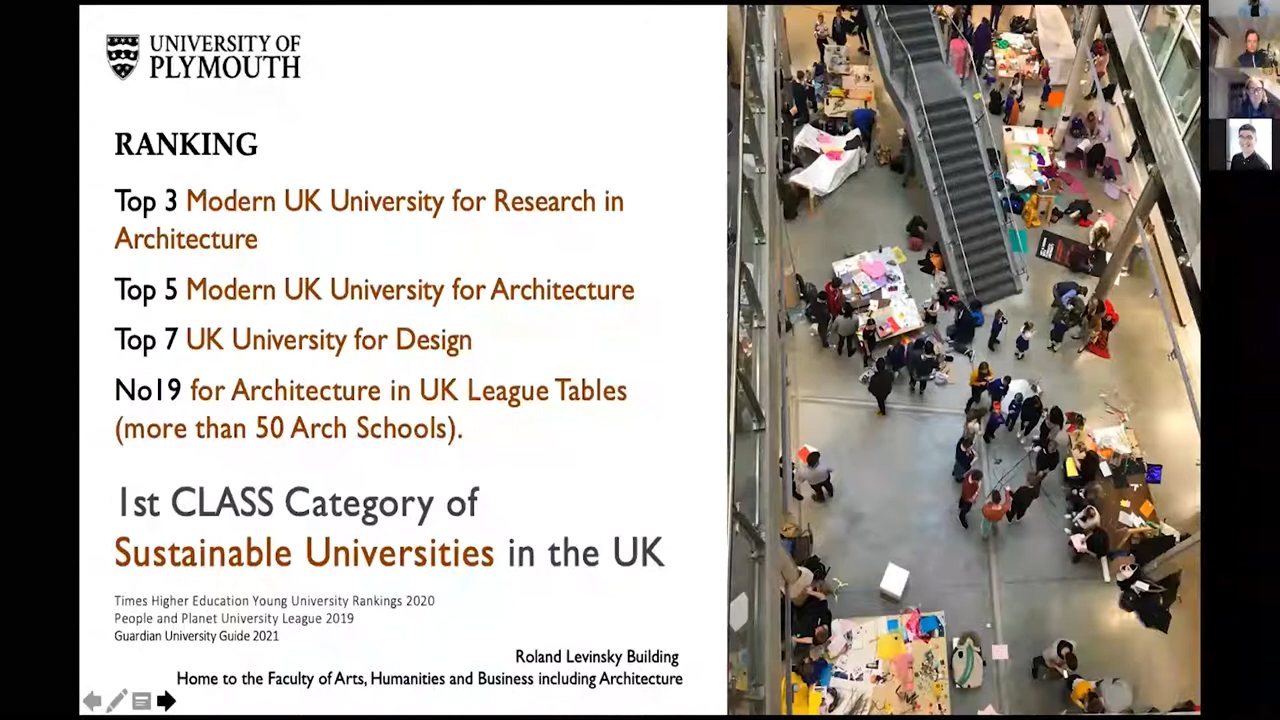 UNIVERSITY OF
PLYMOUTH
RANKING
Top 3 Modern UK University for Research in
Architecture
Top 5 Modern UK University for Architecture
Top 7 UK University for Design
No19 for Architecture in UK League Tables
(more than 50 Arch Schools).
1st CLASS Category of
Sustainable Universities in the UK
Times Higher Education Young University Rankings 2020
People and Planet University League 2019
Guardian University Guide 2021
Roland Levinsky Building
Home to the Faculty of Arts, Humanities and Business including Architecture